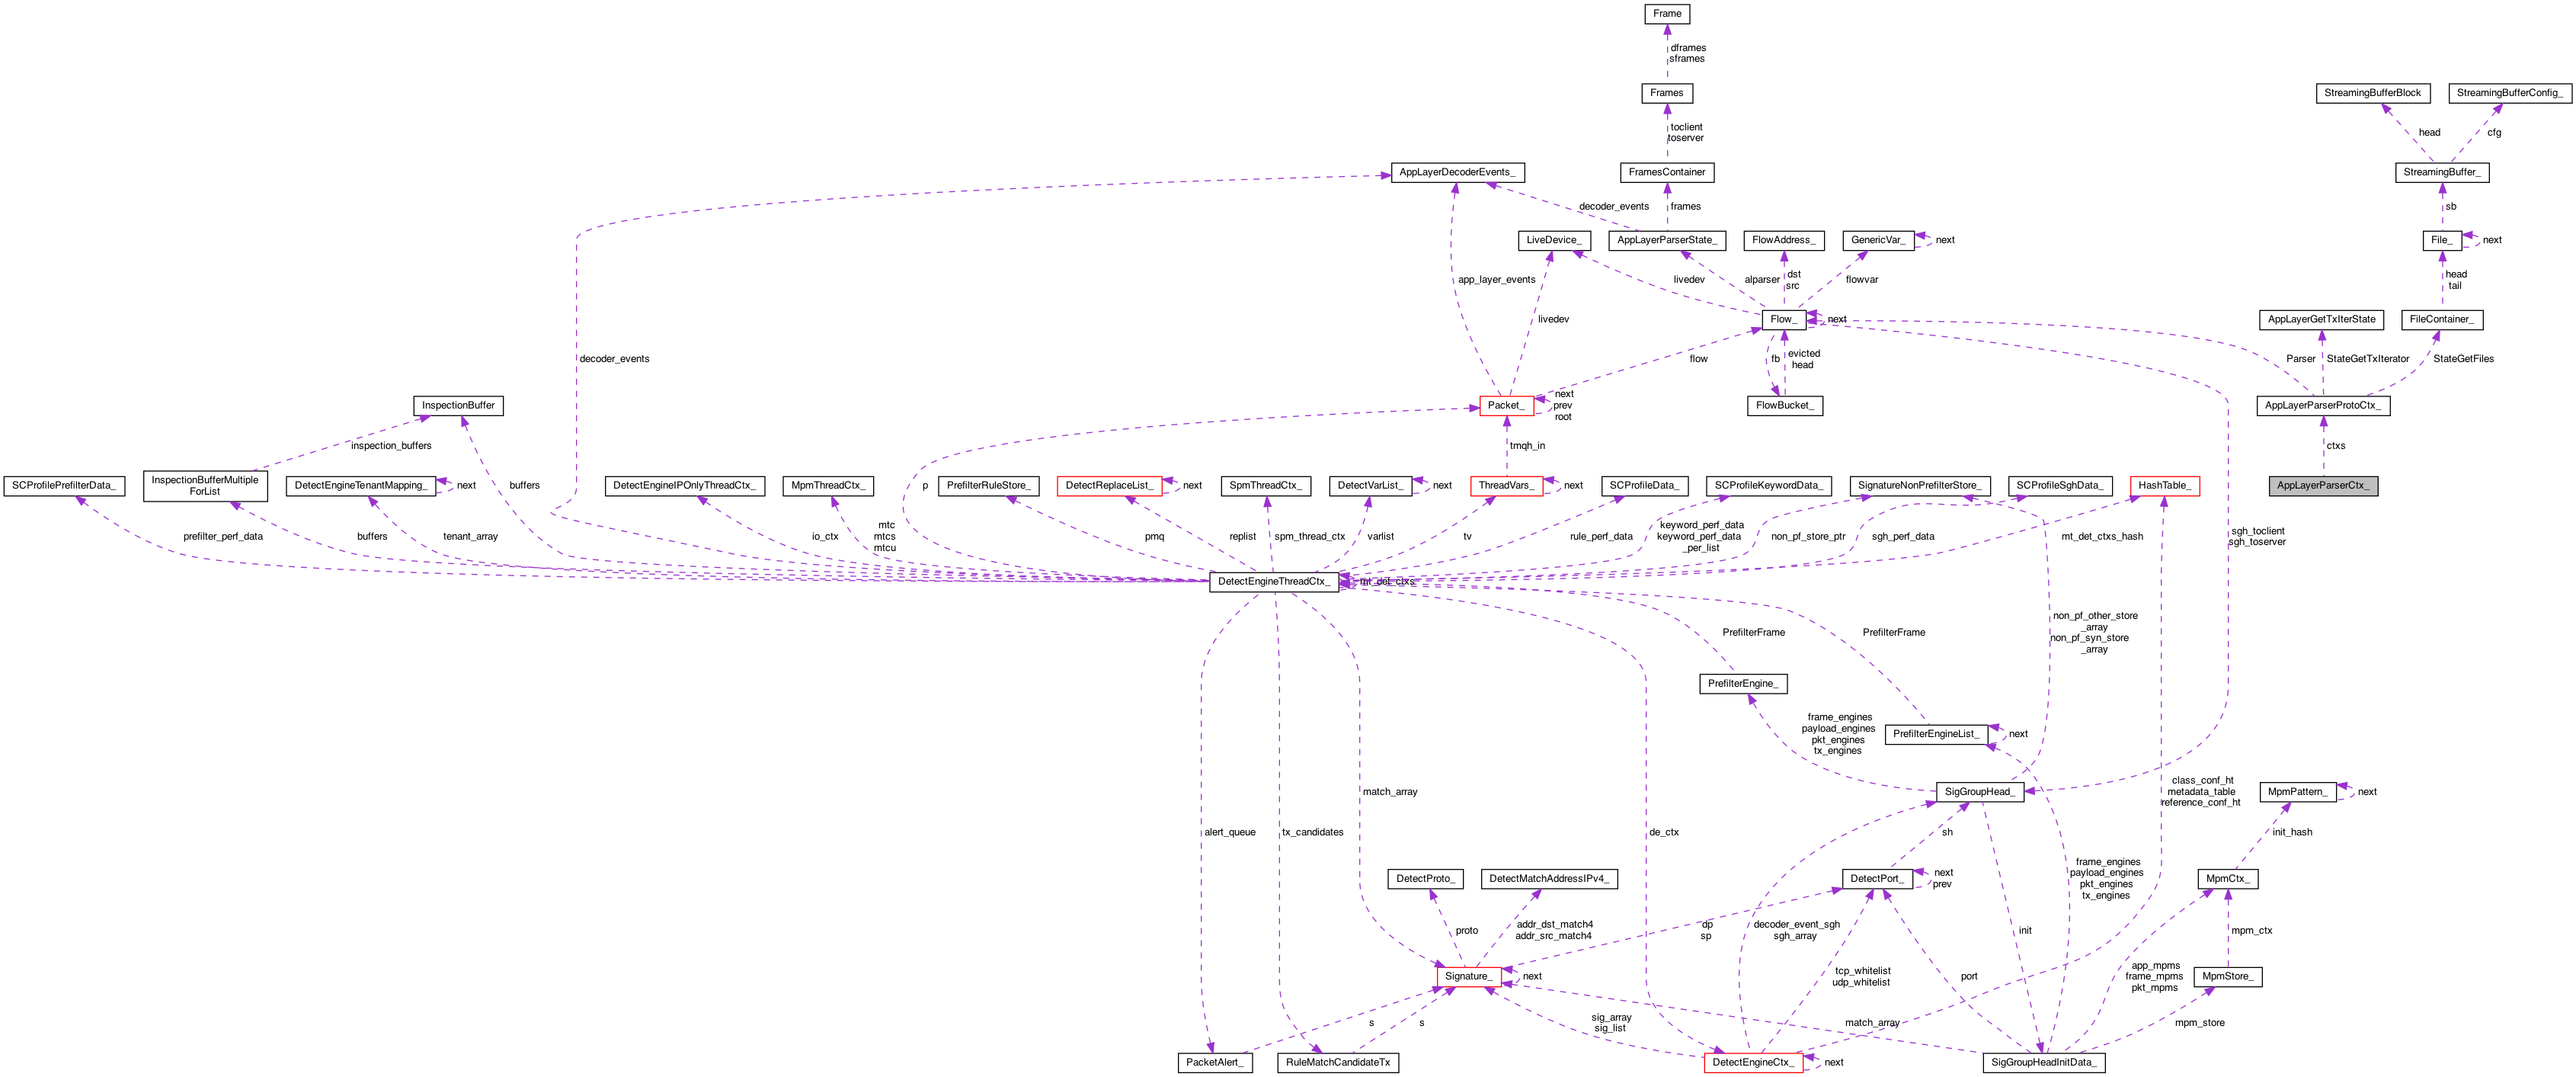 Frame
dframes
sframes
Frames
StreamingBufferBlock
StreamingBufferConfig_
toclient
toserver
head
cfg
AppLayerDecoderEvents_
FramesContainer
StreamingBuffer_
decoder_events
frames
sb
LiveDevice_
AppLayerParserState_
FlowAddress_
GenericVar_
next
File_
next
app_layer_events
livedev
alparser
dst
src
flowvar
head
tail
livedev
Flow_
next
AppLayerGetTxIterState
FileContainer_
decoder_events
flow
fb
evicted
head
Parser
StateGetTxIterator
StateGetFiles
InspectionBuffer
Packet_
next
prev
root
FlowBucket_
AppLayerParserProtoCtx_
inspection_buffers
tmqh_in
ctxs
SCProfilePrefilterData_
InspectionBufferMultiple
ForList
DetectEngineTenantMapping_
next
buffers
DetectEngineIPOnlyThreadCtx_
MpmThreadCtx_
p
PrefilterRuleStore_
DetectReplaceList_
next
SpmThreadCtx_
DetectVarList_
next
ThreadVars_
next
SCProfileData_
SCProfileKeywordData_
SignatureNonPrefilterStore_
SCProfileSghData_
HashTable_
AppLayerParserCtx_
prefilter_perf_data
buffers
tenant_array
io_ctx
mtc
mtcs
mtcu
pmq
replist
spm_thread_ctx
varlist
tv
rule_perf_data
keyword_perf_data
keyword_perf_data
_per_list
non_pf_store_ptr
sgh_perf_data
mt_det_ctxs_hash
sgh_toclient
sgh_toserver
DetectEngineThreadCtx_
mt_det_ctxs
PrefilterFrame
PrefilterFrame
non_pf_other_store
_array
non_pf_syn_store
_array
PrefilterEngine_
frame_engines
payload_engines
pkt_engines
tx_engines
PrefilterEngineList_
next
match_array
SigGroupHead_
class_conf_ht
metadata_table
reference_conf_ht
MpmPattern_
next
alert_queue
tx_candidates
de_ctx
sh
init_hash
DetectProto_
DetectMatchAddressIPv4_
DetectPort_
next
prev
frame_engines
payload_engines
pkt_engines
tx_engines
MpmCtx_
proto
addr_dst_match4
addr_src_match4
dp
sp
decoder_event_sgh
sgh_array
init
mpm_ctx
Signature_
next
tcp_whitelist
udp_whitelist
port
app_mpms
frame_mpms
pkt_mpms
MpmStore_
s
s
sig_array
sig_list
match_array
mpm_store
PacketAlert_
RuleMatchCandidateTx
DetectEngineCtx_
next
SigGroupHeadInitData_